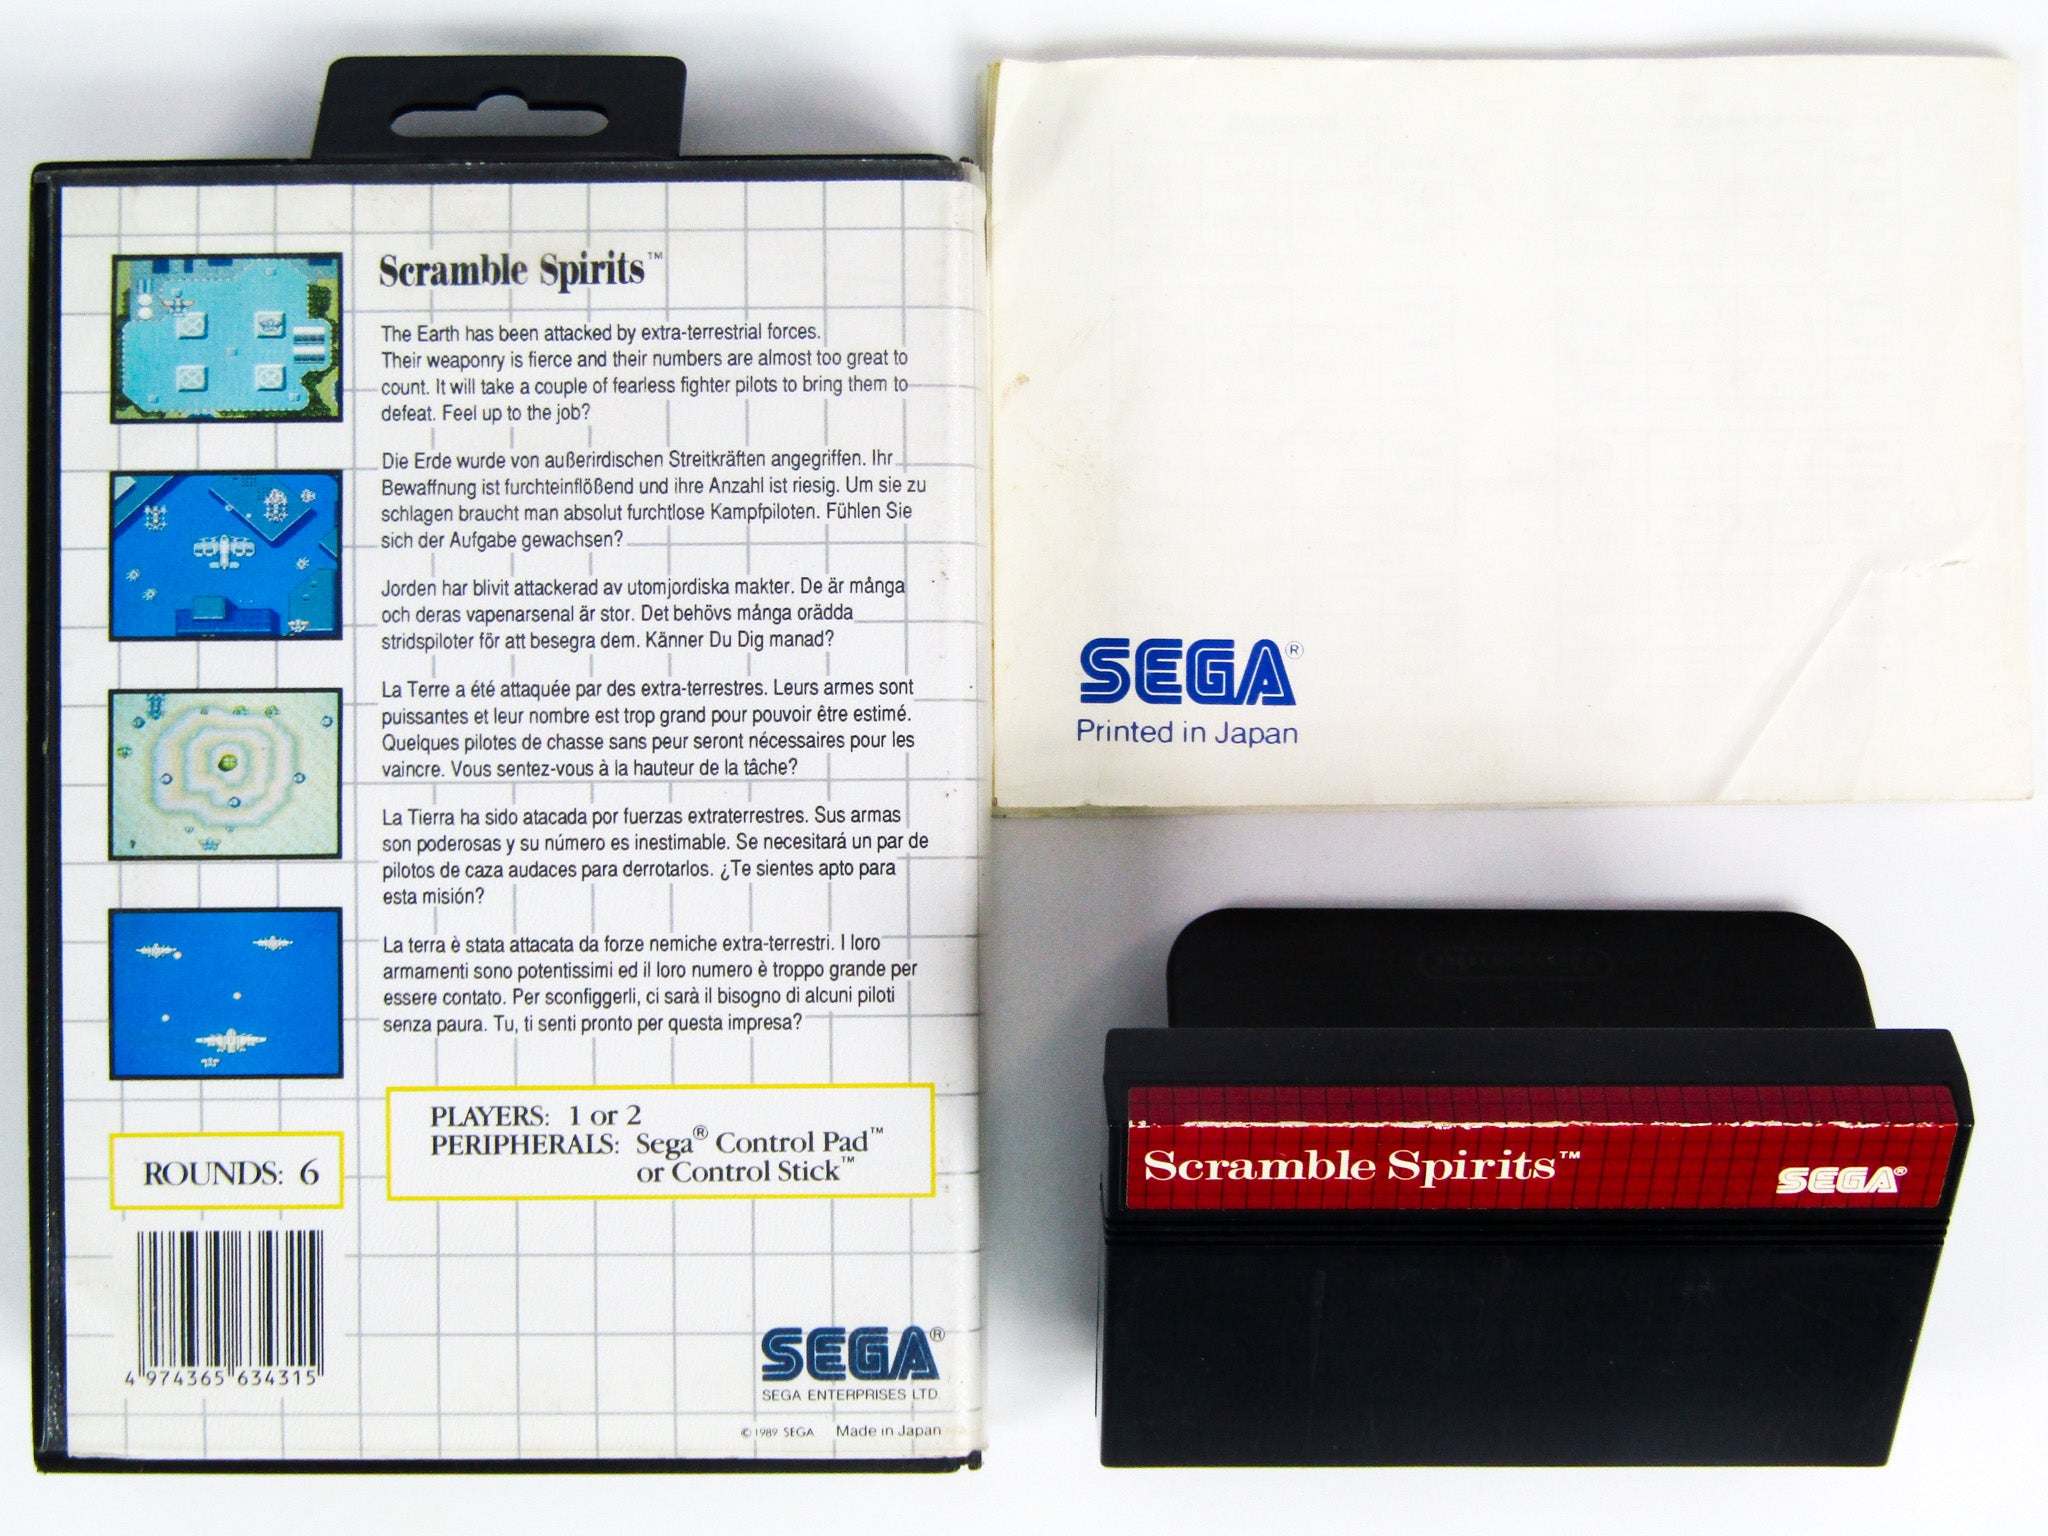 Scramble Spirits™
The Earth has been attacked by extra-terrestrial forces.
Their weaponry is fierce and their numbers are almost too great to
count. It will take a couple of fearless fighter pilots to bring them to
defeat. Feel up to the job?
Die Erde wurde von außerirdischen Streitkräften angegriffen. Ihr
Bewaffnung ist furchteinflößend und ihre Anzahl ist riesig. Um sie zu
schlagen braucht man absolut furchtlose Kampfpiloten. Fühlen Sie
sich der Aufgabe gewachsen?
Jorden har blivit attackerad av utomjordiska makter. De är många
och deras vapenarsenal är stor. Det behövs många orädda
stridspiloter för att besegra dem. Känner Du Dig manad?
La Terre a été attaquée par des extra-terrestres. Leurs armes sont
puissantes et leur nombre est trop grand pour pouvoir être estimé.
Quelques pilotes de chasse sans peur seront nécessaires pour les
vaincre. Vous sentez-vous à la hauteur de la tâche?
La Tierra ha sido atacada por fuerzas extraterrestres. Sus armas
son poderosas y su número es inestimable. Se necesitará un par de
pilotos de caza audaces para derrotarlos. ¿Te sientes apto para
esta misión?
La terra è stata attacata da forze nemiche extra-terrestri. I loro
armamenti sono potentissimi ed il loro numero è troppo grande per
essere contato. Per sconfiggerli, ci sarà il bisogno di alcuni piloti
senza paura. Tu, ti senti pronto per questa impresa?
PLAYERS: 1 or 2
PERIPHERALS: Sega® Control Pad™
or Control Stick™
ROUNDS: 6
4 974365 634315
SEGA®
SEGA ENTERPRISES LTD.
© 1989 SEGA Made in Japan
SEGA®
Printed in Japan
Scramble Spirits™
SEGA®